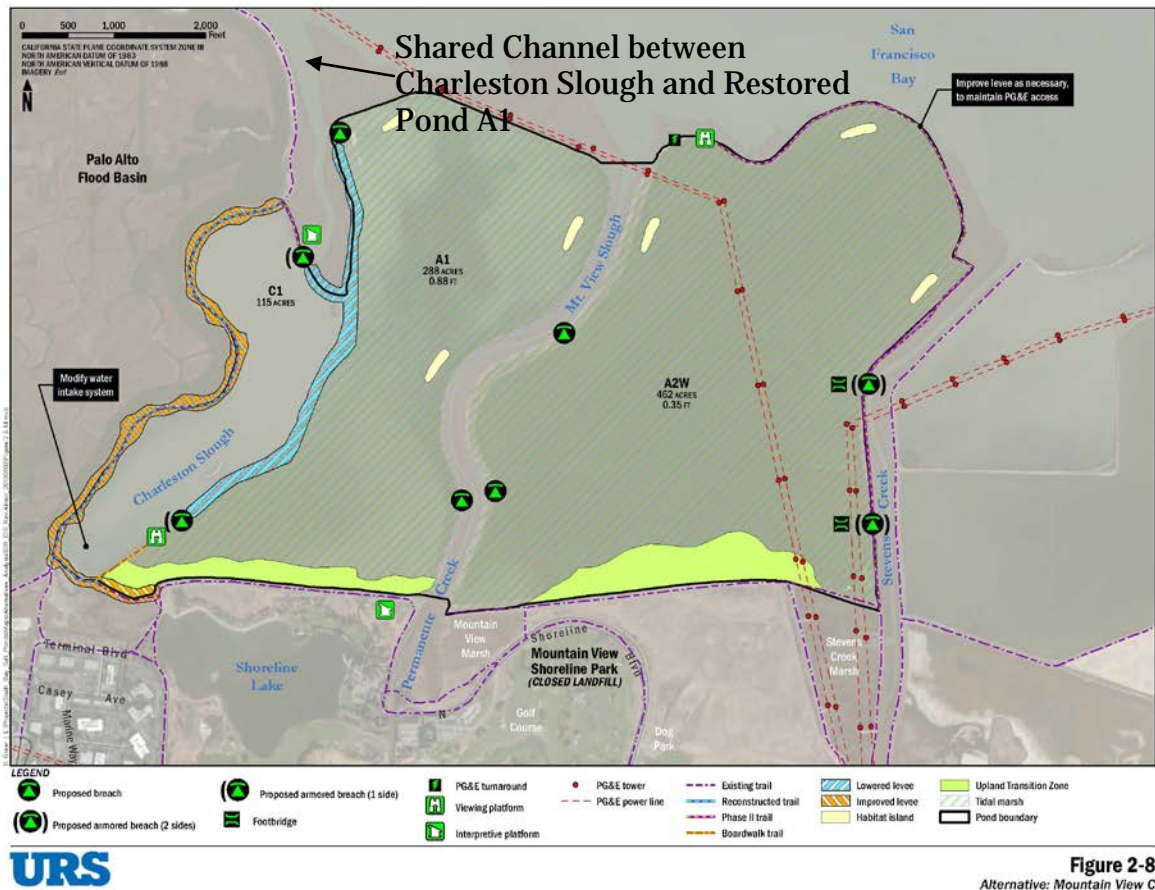 0 500 1,000 2,000
Feet
CALIFORNIA STATE PLANE COORDINATE SYSTEM ZONE III
NORTH AMERICAN DATUM OF 1983
NORTH AMERICAN VERTICAL DATUM OF 1988
IMAGERY Esri
N
Shared Channel between
Charleston Slough and Restored
Pond A1
San
Francisco
Bay
Improve levee as necessary,
to maintain PG&E access
Palo Alto
Flood Basin
A1
288 ACRES
0.88 FT
C1
115 ACRES
Mt. View Slough
Modify water
intake system
A2W
462 ACRES
0.35 FT
Charleston Slough
Stevens Creek
Permanente Creek
Mountain
View
Marsh
Shoreline Blvd
N
Mountain View
Shoreline Park
(CLOSED LANDFILL)
Stevens
Creek
Marsh
Shoreline
Lake
Terminal Blvd
Casey Ave
Marine Way
Golf
Course
Dog
Park
LEGEND
Proposed breach
Proposed armored breach (2 sides)
Proposed armored breach (1 side)
Footbridge
PG&E turnaround
Viewing platform
Interpretive platform
PG&E tower
PG&E power line
Existing trail
Reconstructed trail
Phase II trail
Boardwalk trail
Lowered levee
Improved levee
Habitat island
Upland Transition Zone
Tidal marsh
Pond boundary
URS
Figure 2-8
Alternative: Mountain View C